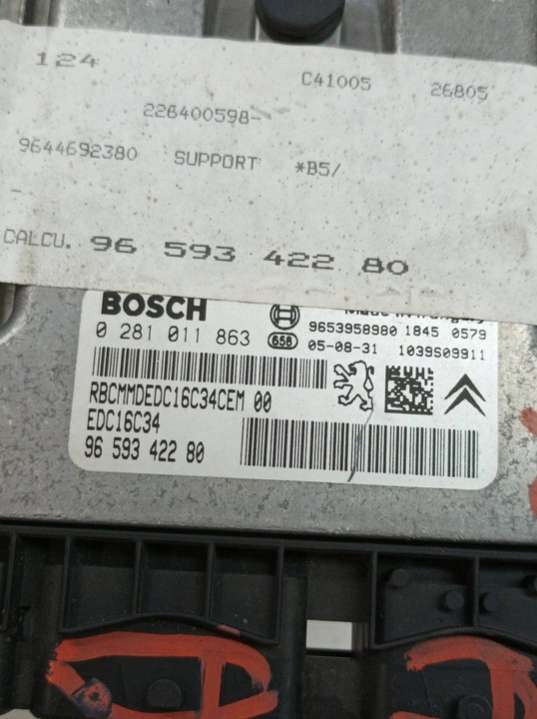 124
C41005 26805
226400598-
9644692380 SUPPORT *B5/
-
CALCU. 96 593 422 80
BOSCH
9653958980 1845 0579
0 281 011 863 658 05-08-31 1039S09911
RBCMMDEDC16C34CEM 00
EDC16C34
96 593 422 80